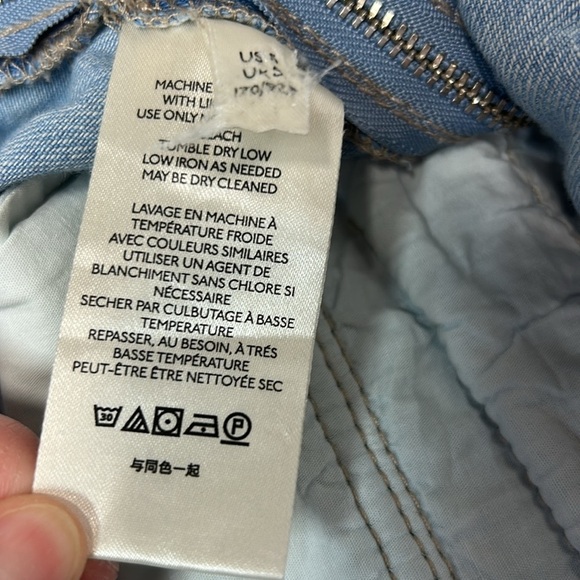 US
UK
MACHINE
WITH
USE ONLY
TUMBLE DRY LOW
LOW IRON AS NEEDED
MAY BE DRY CLEANED
LAVAGE EN MACHINE À
TEMPÉRATURE FROIDE
AVEC COULEURS SIMILAIRES
UTILISER UN AGENT DE
BLANCHIMENT SANS CHLORE SI
NÉCESSAIRE
SECHER PAR CULBUTAGE À BASSE
TEMPERATURE
REPASSER, AU BESOIN, À TRÉS
BASSE TEMPÉRATURE
PEUT-ÊTRE ÊTRE NETTOYÉE SEC
30 P
与同色一起